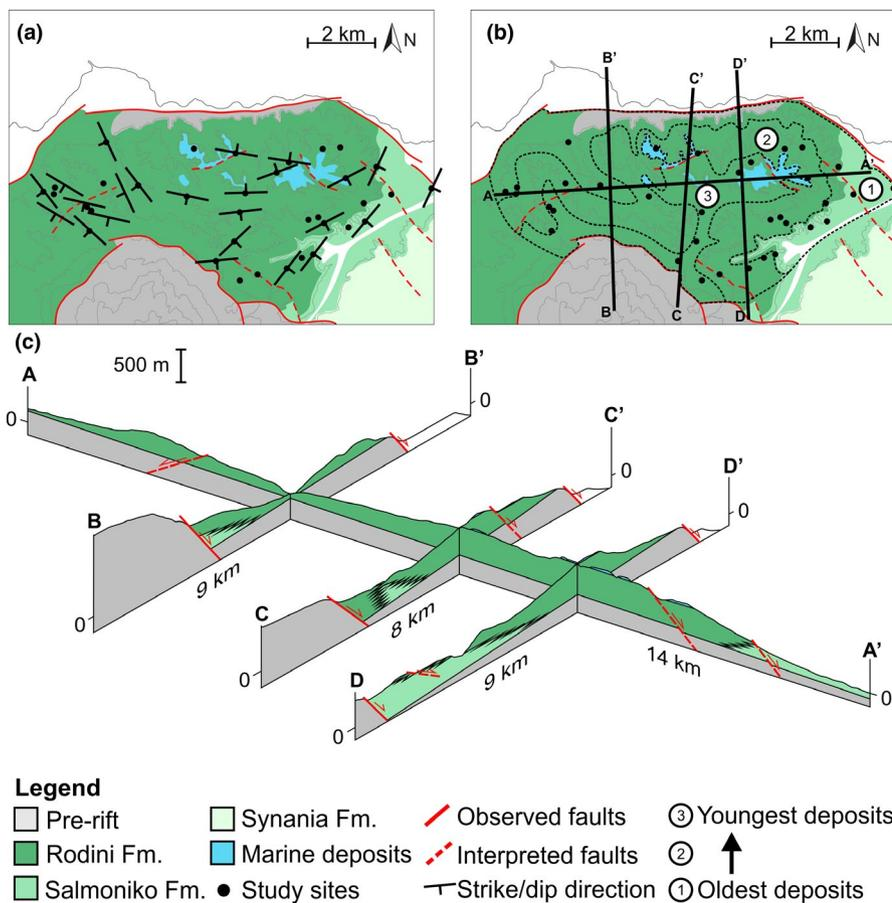 (a)
2 km
N
(b)
2 km
N
B'
C'
D'
2
A
A'
1
3
B
C
D
(c)
500 m
A
0
B'
0
C'
0
D'
0
B
0
9 km
C
0
8 km
D
0
9 km
14 km
A'
0
Legend
Pre-rift
Synania Fm.
Observed faults
3 Youngest deposits
Rodini Fm.
Marine deposits
Interpreted faults
2
Salmoniko Fm.
Study sites
Strike/dip direction
1 Oldest deposits